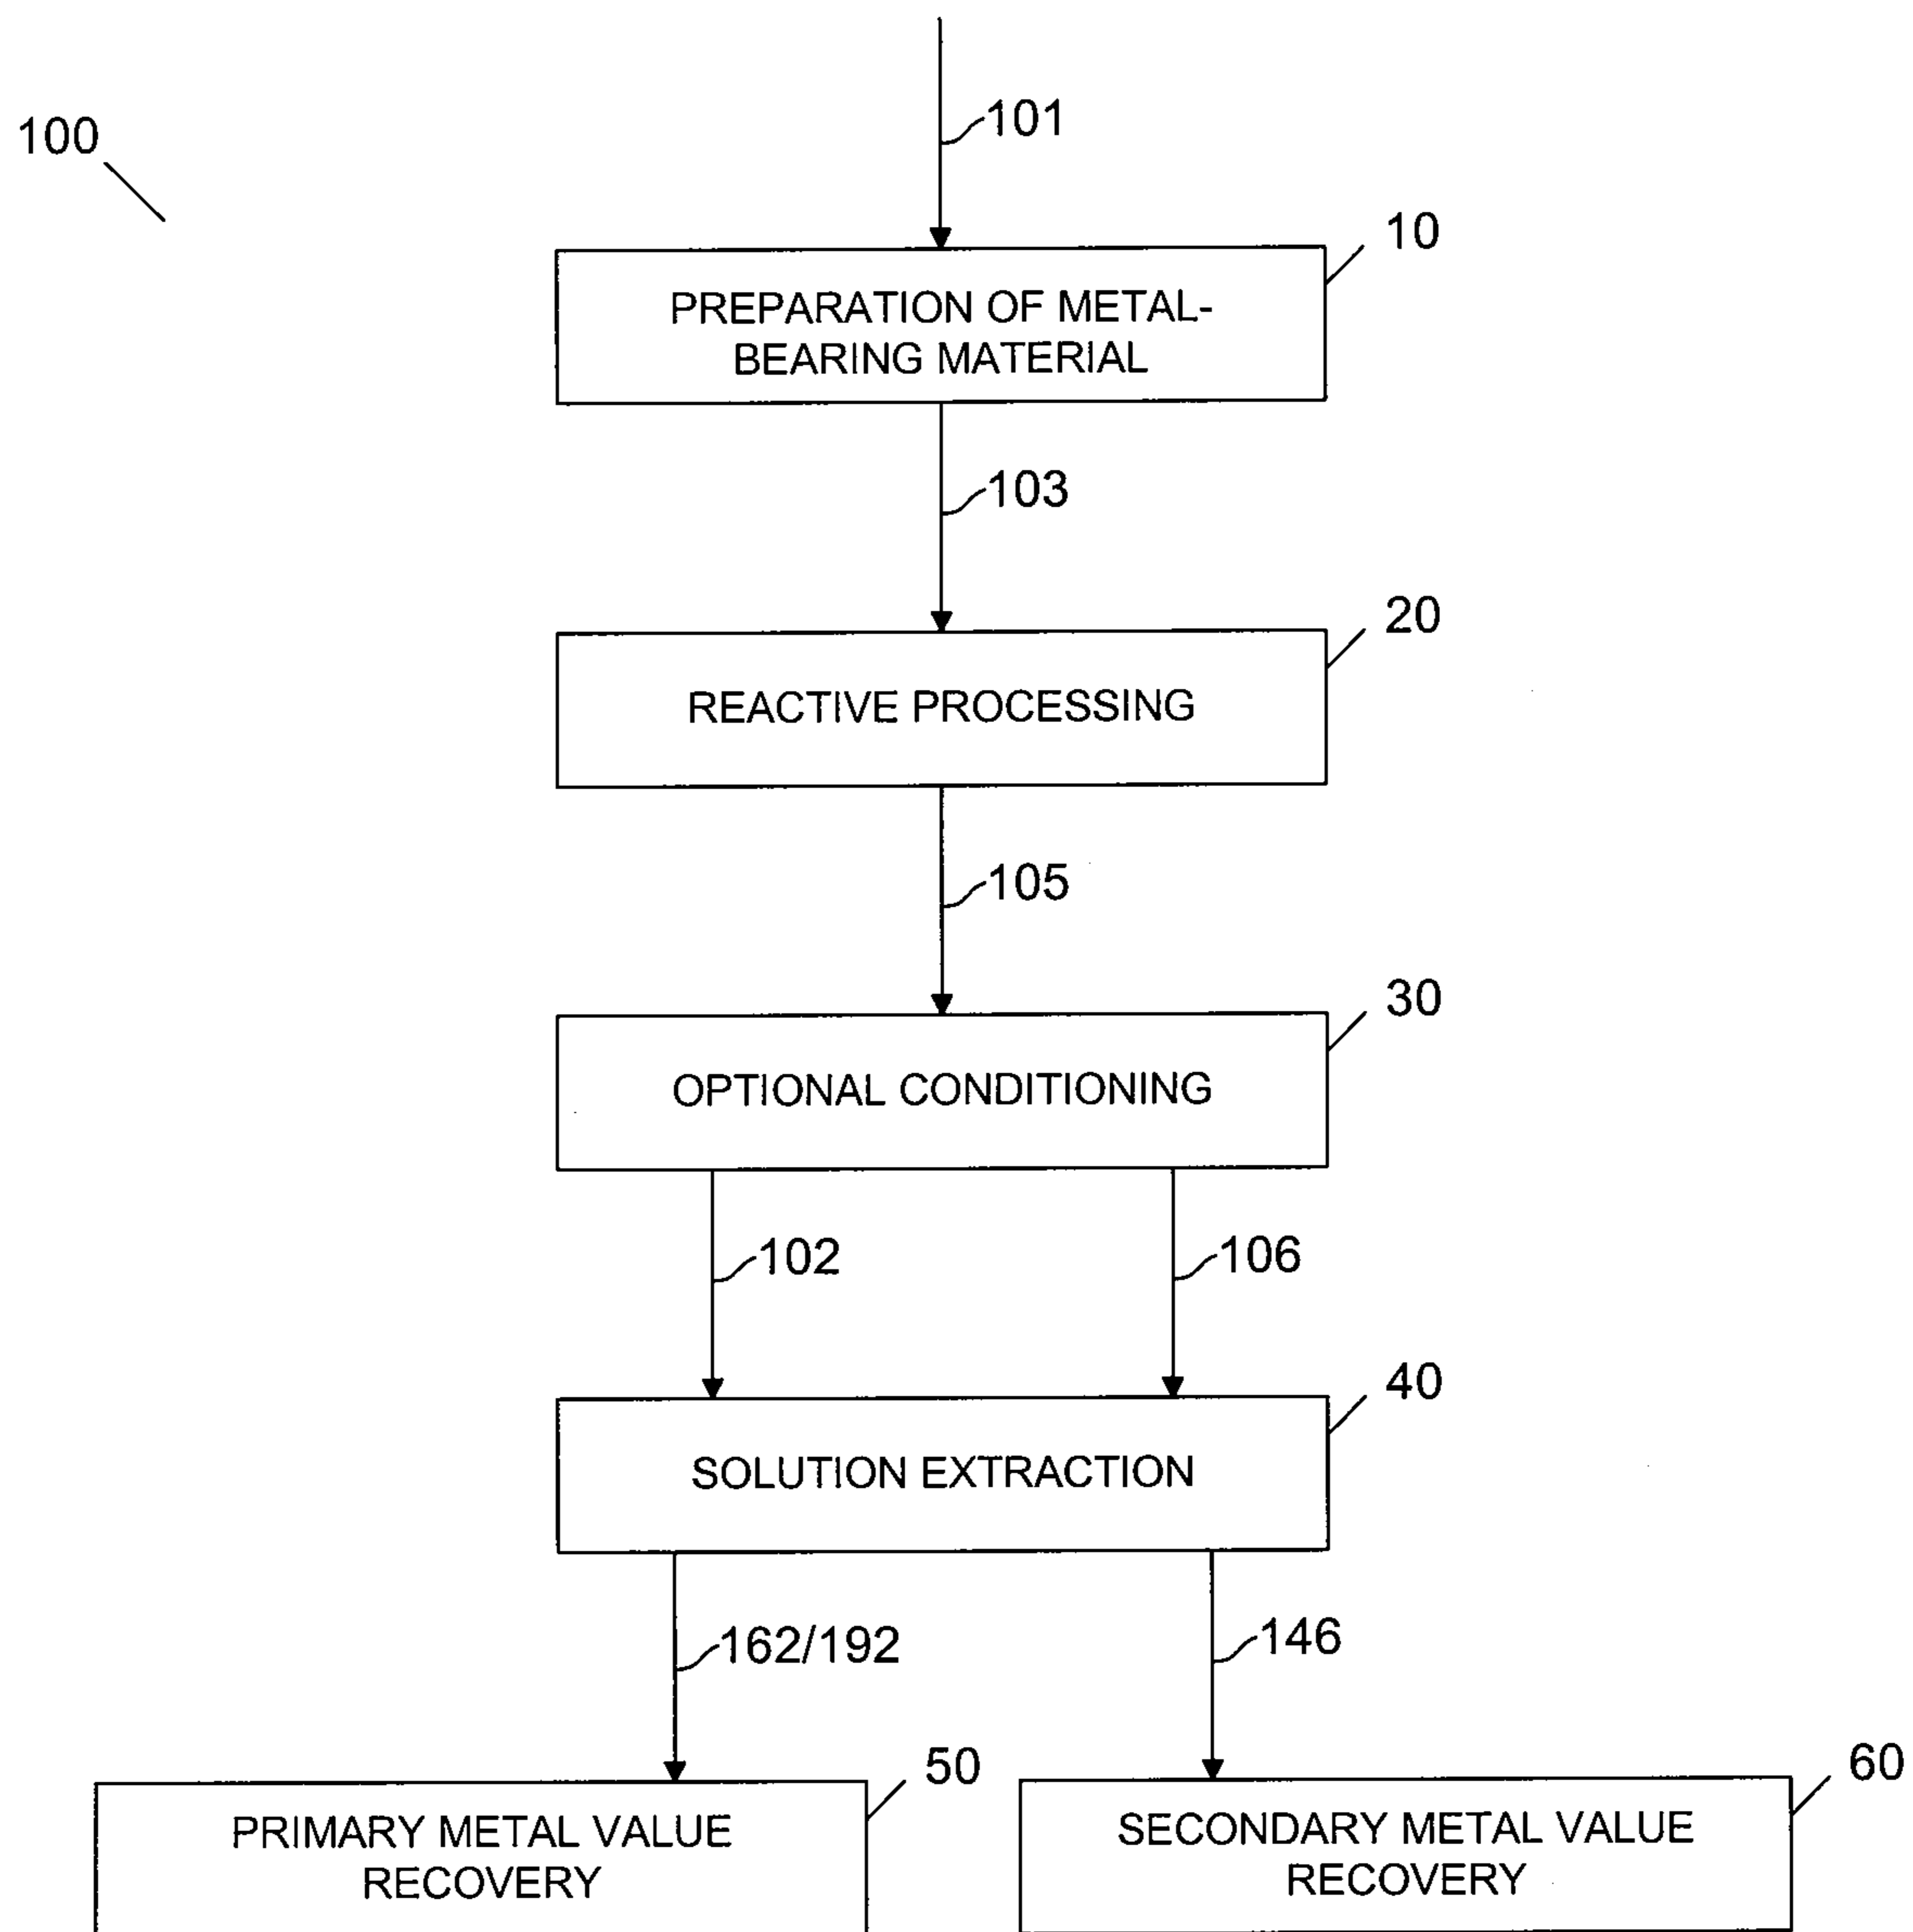 101
100
10
PREPARATION OF METAL-
BEARING MATERIAL
103
20
REACTIVE PROCESSING
105
30
OPTIONAL CONDITIONING
102
106
40
SOLUTION EXTRACTION
162/192
146
50
60
PRIMARY METAL VALUE
RECOVERY
SECONDARY METAL VALUE
RECOVERY